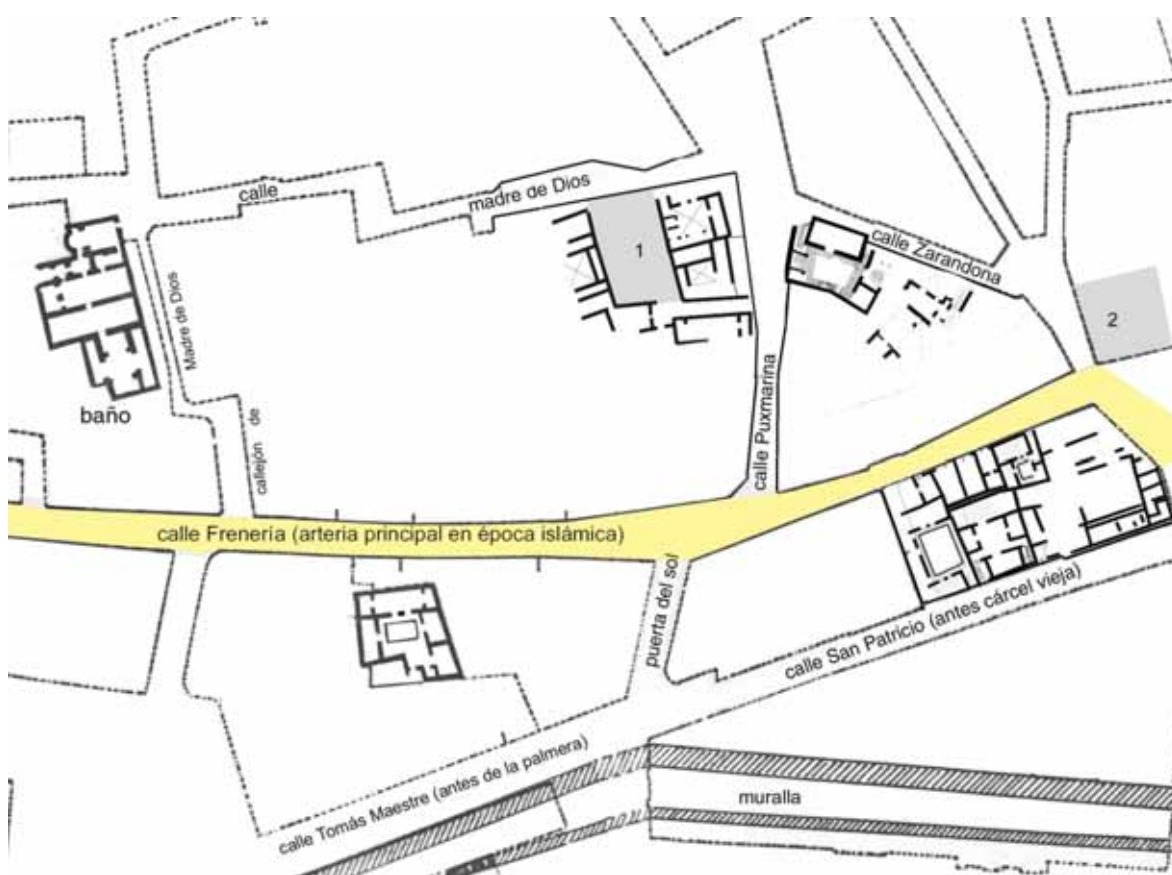 calle
madre de Dios
1
calle Zarandona
2
Madre de Dios
callejón de
baño
calle Puxmarina
calle Frenería (arteria principal en época islámica)
puerta del sol
calle San Patricio (antes cárcel vieja)
calle Tomás Maestre (antes de la palmera)
muralla